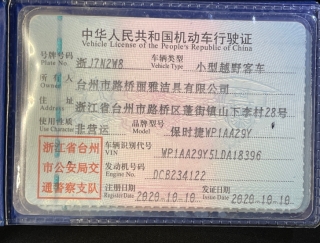 中华人民共和国机动车行驶证
Vehicle License of the People's Republic of China
号牌号码 浙J7N2W8 车辆类型 小型越野客车
Plate No. Vehicle Type
所有人 台州市路桥丽雅洁具有限公司
Owner
住址 浙江省台州市路桥区蓬街镇山下李村28号
Address
使用性质 非营运 品牌型号 保时捷WP1AA29Y
Use Character Model
浙江省台州市公安局交通警察支队
车辆识别代号 WP1AA29Y5LDA18396
VIN
发动机号码 DCB234122
Engine No.
注册日期 2020-10-10 发证日期 2020-10-10
Register Date Issue Date